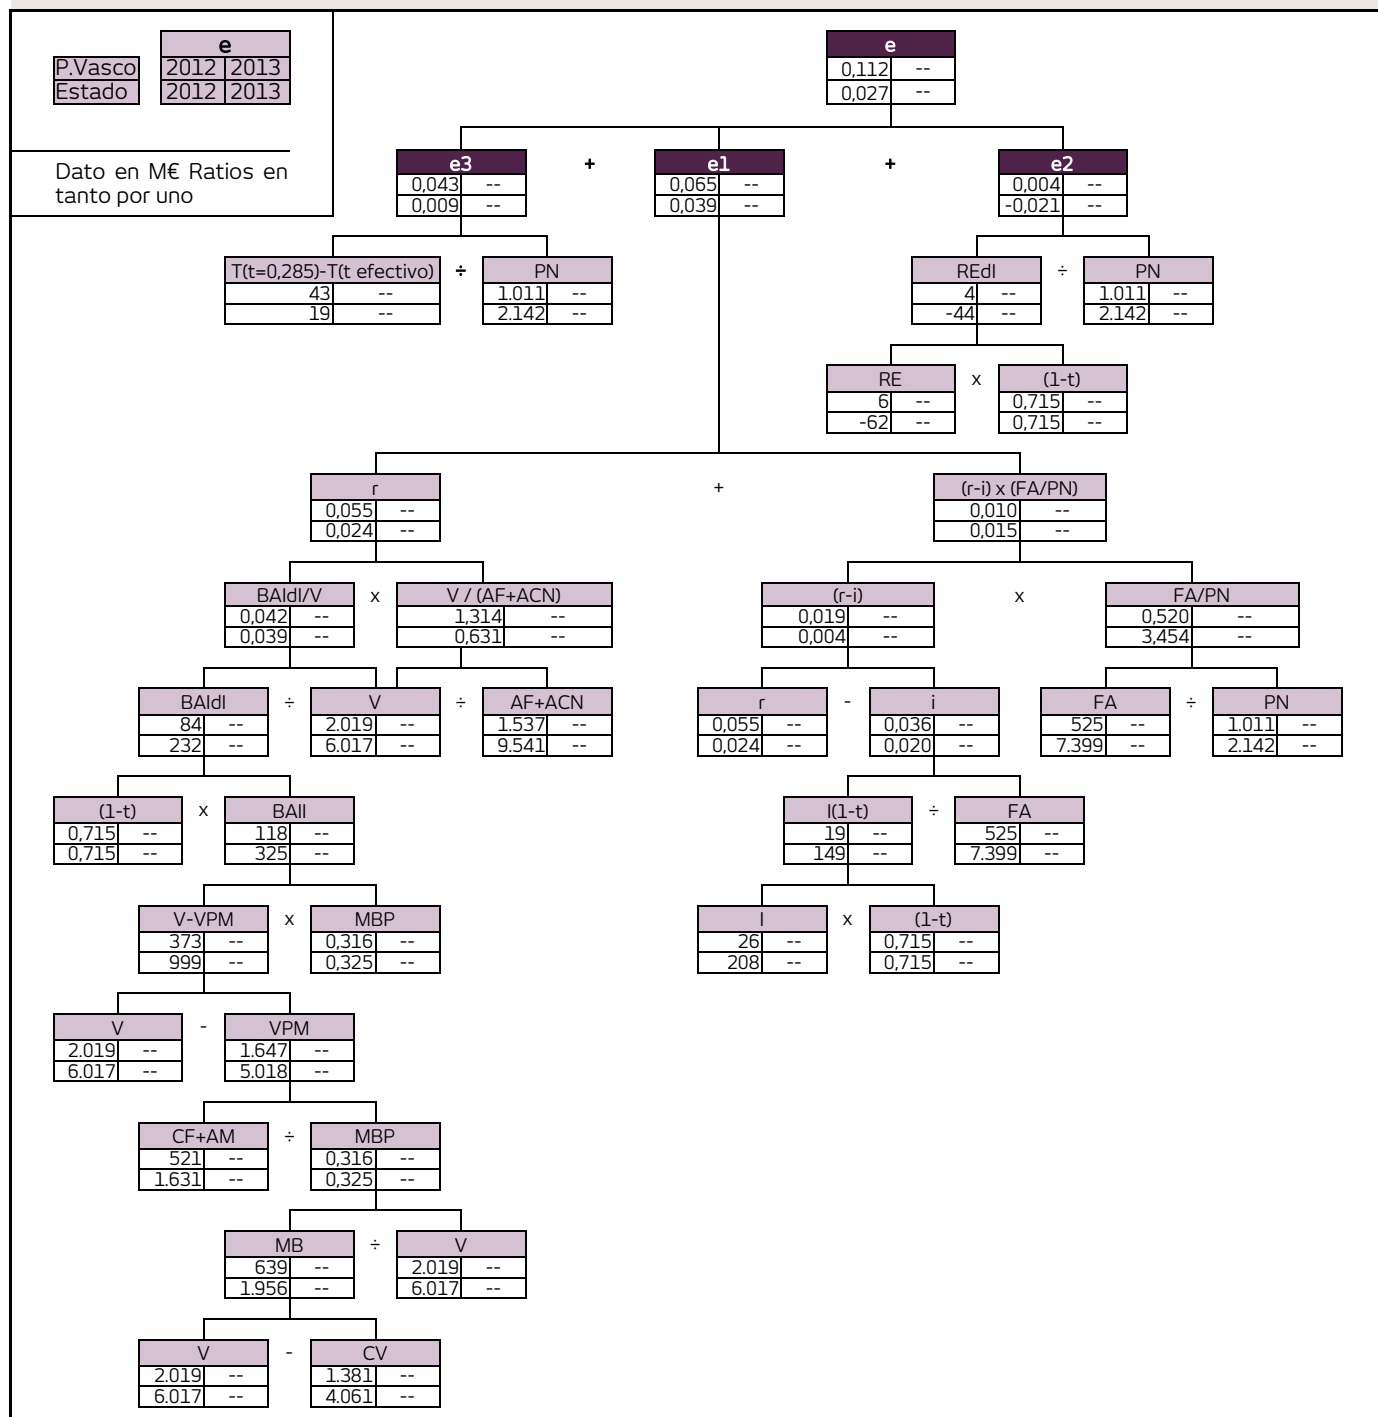 e
P.Vasco 2012 2013
Estado 2012 2013
Dato en M€ Ratios en
tanto por uno
e
0,112 --
0,027 --
e3 + e1 + e2
0,043 -- 0,065 -- 0,004 --
0,009 -- 0,039 -- -0,021 --
T(t=0,285)-T(t efectivo) ÷ PN REdI ÷ PN
43 -- 1.011 -- 4 -- 1.011 --
19 -- 2.142 -- -44 -- 2.142 --
RE x (1-t)
6 -- 0,715 --
-62 -- 0,715 --
r + (r-i) x (FA/PN)
0,055 -- 0,010 --
0,024 -- 0,015 --
BAIdI/V x V / (AF+ACN) (r-i) x FA/PN
0,042 -- 1,314 -- 0,019 -- 0,520 --
0,039 -- 0,631 -- 0,004 -- 3,454 --
BAIdI ÷ V ÷ AF+ACN r - i FA ÷ PN
84 -- 2.019 -- 1.537 -- 0,055 -- 0,036 -- 525 -- 1.011 --
232 -- 6.017 -- 9.541 -- 0,024 -- 0,020 -- 7.399 -- 2.142 --
(1-t) x BAII I(1-t) ÷ FA
0,715 -- 118 -- 19 -- 525 --
0,715 -- 325 -- 149 -- 7.399 --
V-VPM x MBP I x (1-t)
373 -- 0,316 -- 26 -- 0,715 --
999 -- 0,325 -- 208 -- 0,715 --
V - VPM
2.019 -- 1.647 --
6.017 -- 5.018 --
CF+AM ÷ MBP
521 -- 0,316 --
1.631 -- 0,325 --
MB ÷ V
639 -- 2.019 --
1.956 -- 6.017 --
V - CV
2.019 -- 1.381 --
6.017 -- 4.061 --